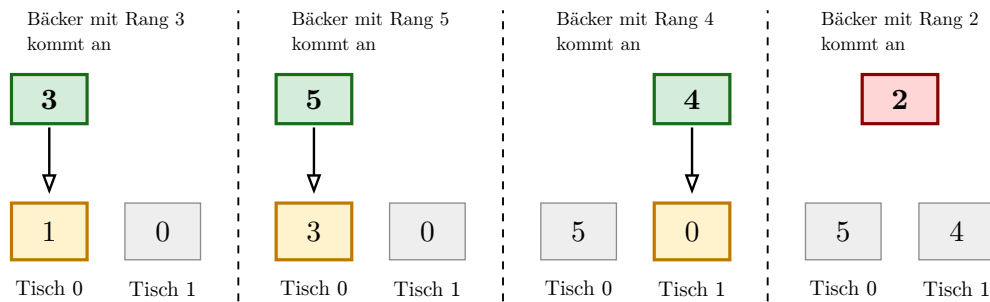 Bäcker mit Rang 3
kommt an
3
1
0
Tisch 0
Tisch 1
Bäcker mit Rang 5
kommt an
5
3
0
Tisch 0
Tisch 1
Bäcker mit Rang 4
kommt an
4
5
0
Tisch 0
Tisch 1
Bäcker mit Rang 2
kommt an
2
5
4
Tisch 0
Tisch 1